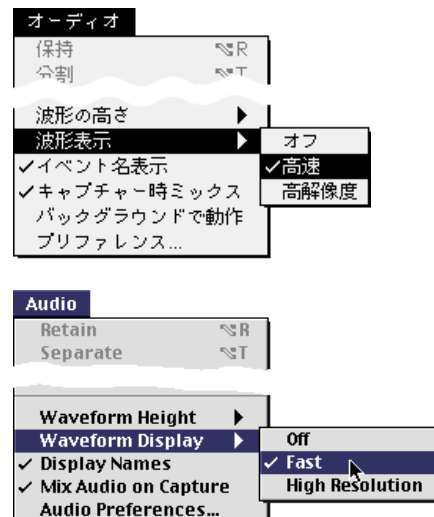 オーディオ
保持 ⌥R
分割 ⌥T
波形の高さ
波形表示
オフ
✓イベント名表示
✓高速
✓キャプチャー時ミックス
高解像度
バックグラウンドで動作
プリファレンス...
Audio
Retain ⌥R
Separate ⌥T
Waveform Height
Waveform Display
Off
✓ Display Names
✓ Fast
✓ Mix Audio on Capture
High Resolution
Audio Preferences...